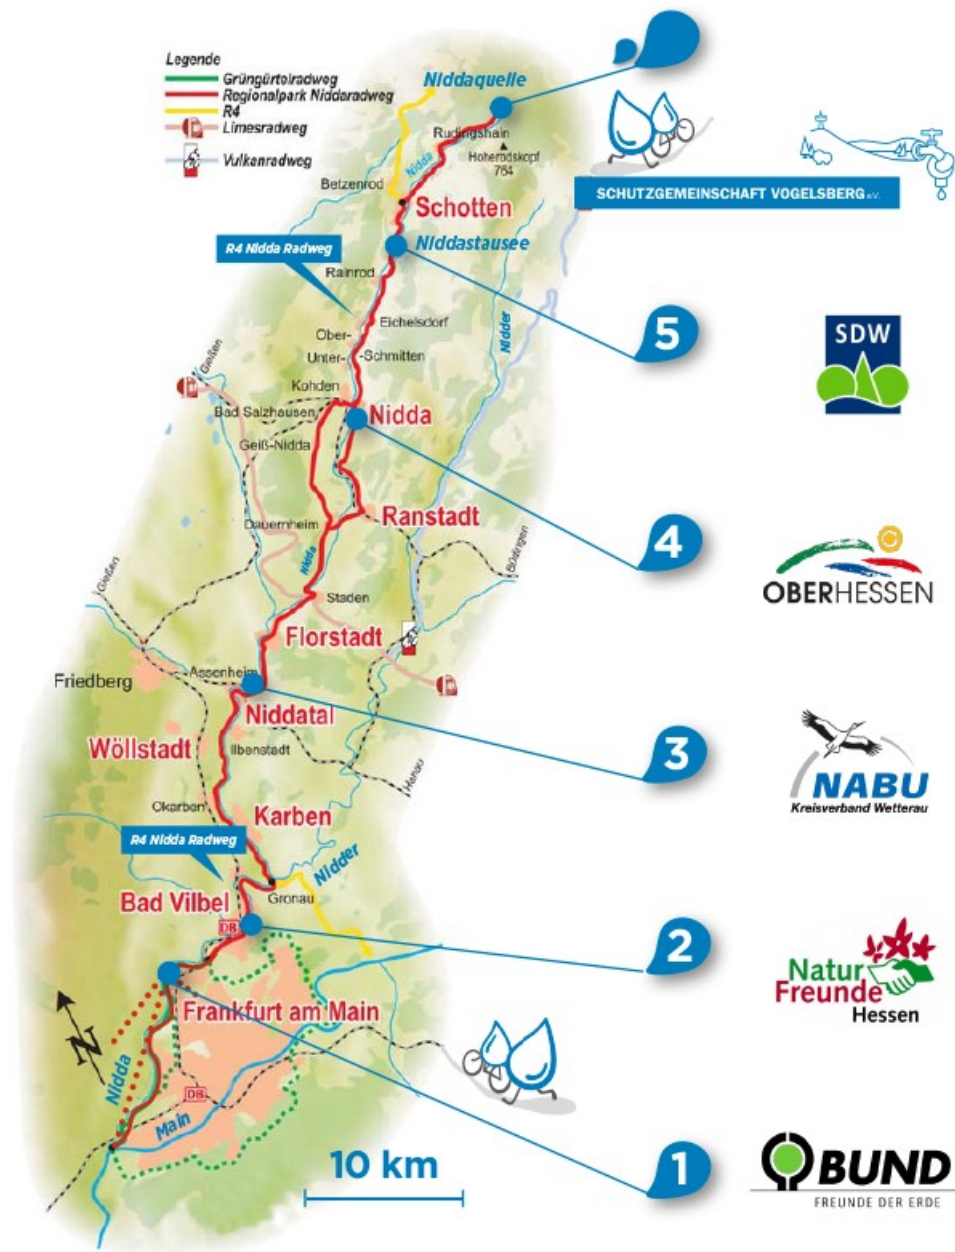 Legende
Grüngürtelradweg
Regionalpark Niddaradweg
R4
Limesradweg
Vulkanradweg
Niddaquelle
Rudingshain
Hoherodskopf
764
Nidda
Betzenrod
Schotten
SCHUTZGEMEINSCHAFT VOGELSBERG e.V.
R4 Nidda Radweg
Niddastausee
Rainrod
Eichelsdorf
Nidder
5
SDW
Ober-
Unter-
-Schmitten
Gießen
Kohden
Bad Salzhausen
Nidda
Geiß-Nidda
Ranstadt
Dauernheim
4
OBERHESSEN
Nidda
Büdingen
Gießen
Staden
Florstadt
Assenheim
Friedberg
Niddatal
Wöllstadt
Ilbenstadt
3
NABU
Kreisverband Wetterau
Hanau
Okarben
Karben
R4 Nidda Radweg
Nidder
Gronau
Bad Vilbel
DB
2
Natur
Freunde
Hessen
Frankfurt am Main
N
Nidda
DB
Main
10 km
1
BUND
FREUNDE DER ERDE